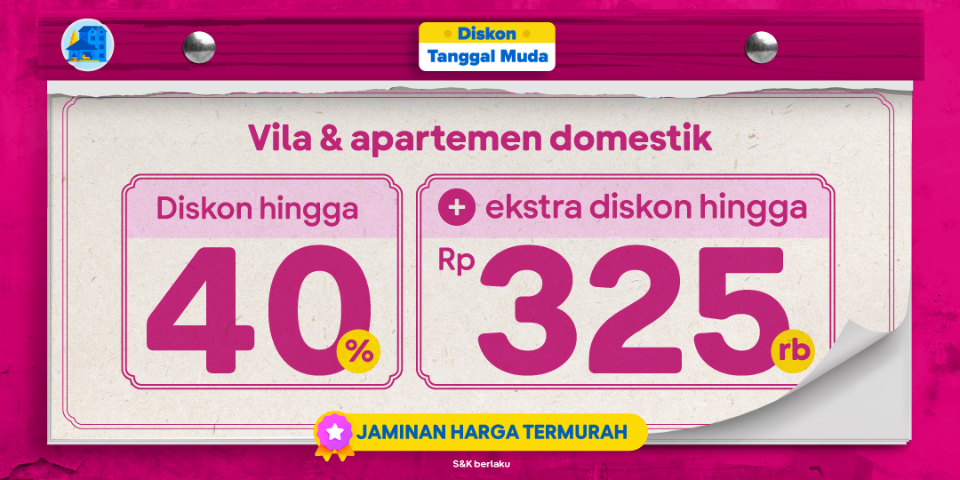 Diskon
Tanggal Muda
Vila & apartemen domestik
Diskon hingga
40%
+ ekstra diskon hingga
Rp 325 rb
JAMINAN HARGA TERMURAH
S&K berlaku